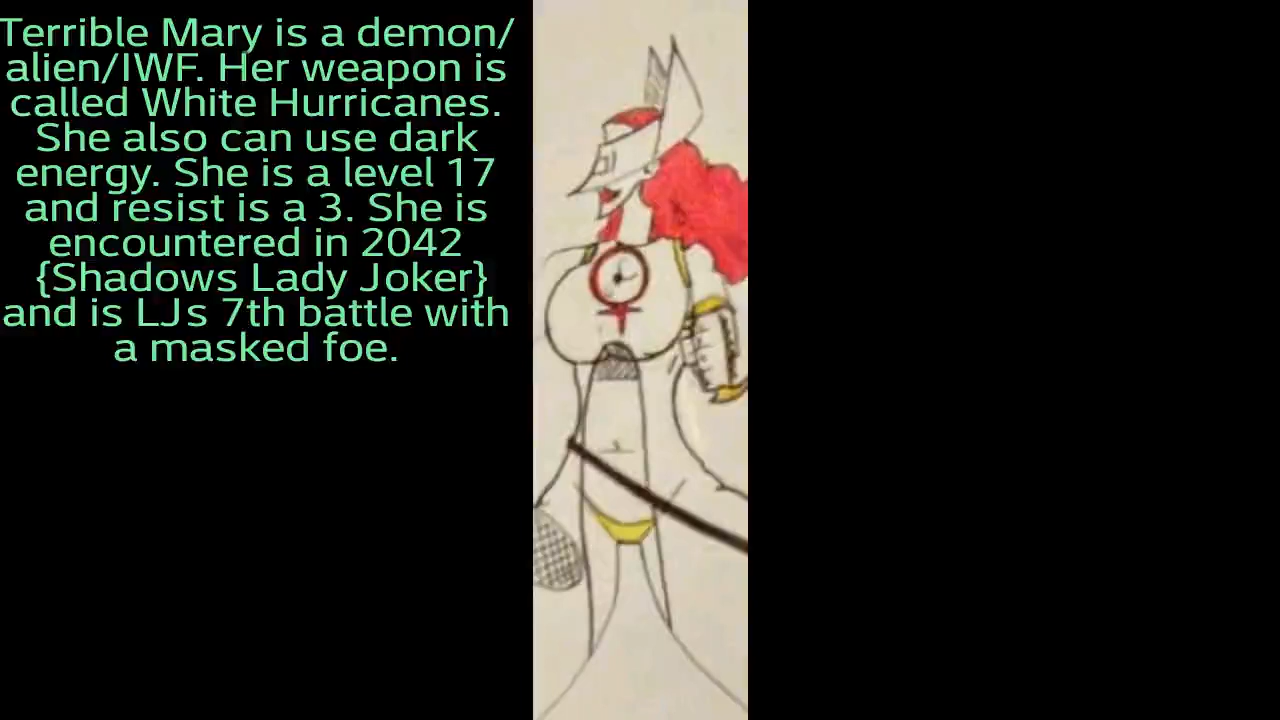 Terrible Mary is a demon/
alien/IWF. Her weapon is
called White Hurricanes.
She also can use dark
energy. She is a level 17
and resist is a 3. She is
encountered in 2042
{Shadows Lady Joker}
and is LJs 7th battle with
a masked foe.